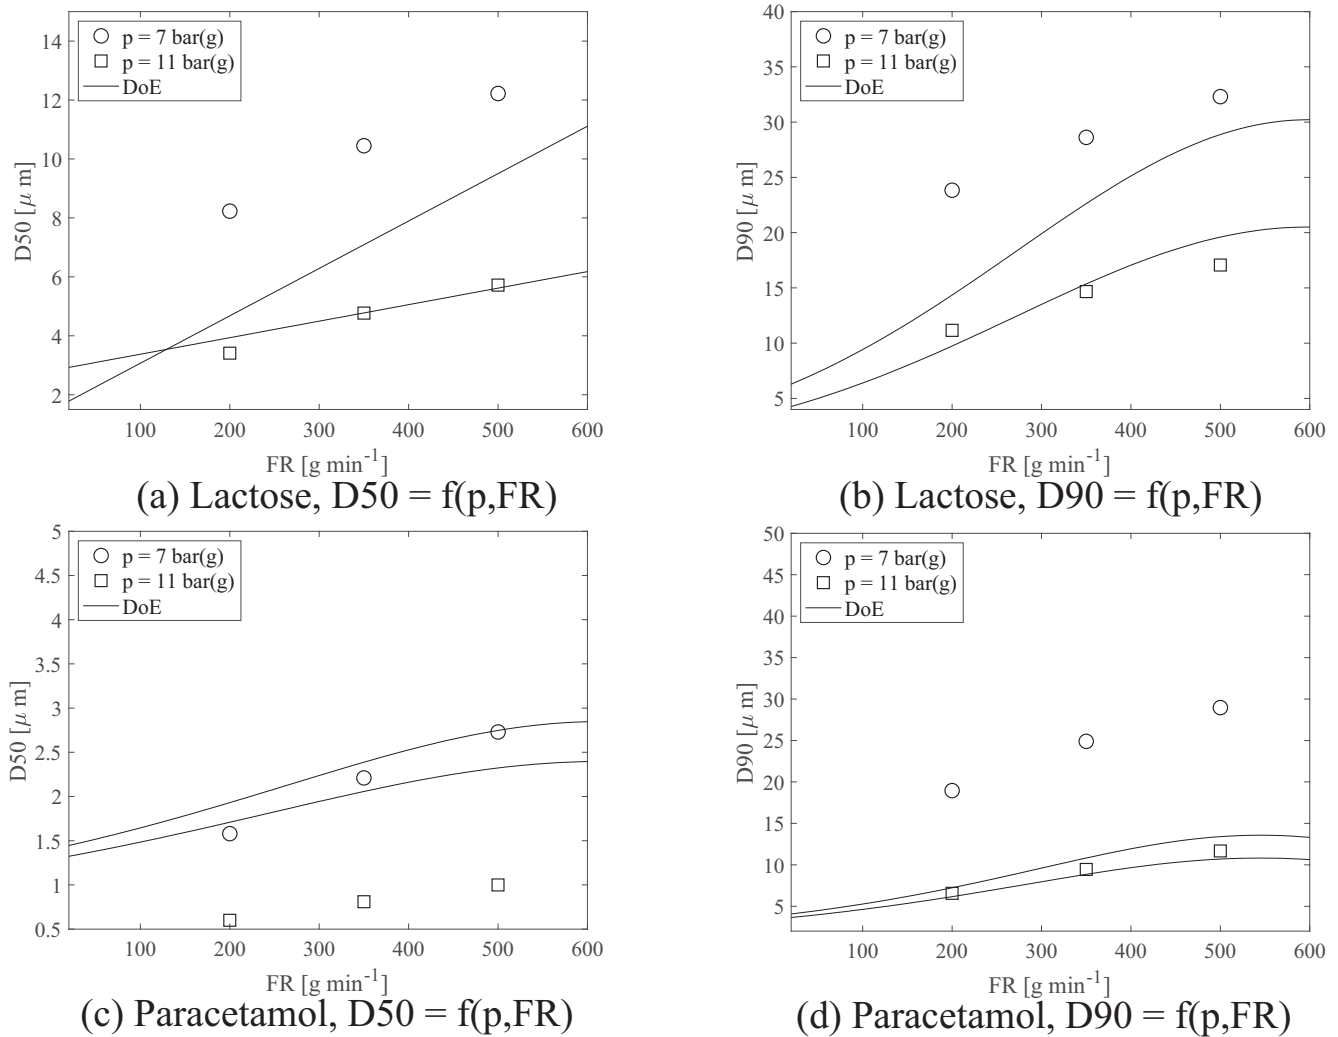 14
12
10
8
6
4
2
D50 [μ m]
p = 7 bar(g)
p = 11 bar(g)
DoE
100 200 300 400 500 600
FR [g min-1]
(a) Lactose, D50 = f(p,FR)
40
35
30
25
20
15
10
5
D90 [μ m]
p = 7 bar(g)
p = 11 bar(g)
DoE
100 200 300 400 500 600
FR [g min-1]
(b) Lactose, D90 = f(p,FR)
5
4.5
4
3.5
3
2.5
2
1.5
1
0.5
D50 [μ m]
p = 7 bar(g)
p = 11 bar(g)
DoE
100 200 300 400 500 600
FR [g min-1]
(c) Paracetamol, D50 = f(p,FR)
50
45
40
35
30
25
20
15
10
5
D90 [μ m]
p = 7 bar(g)
p = 11 bar(g)
DoE
100 200 300 400 500 600
FR [g min-1]
(d) Paracetamol, D90 = f(p,FR)